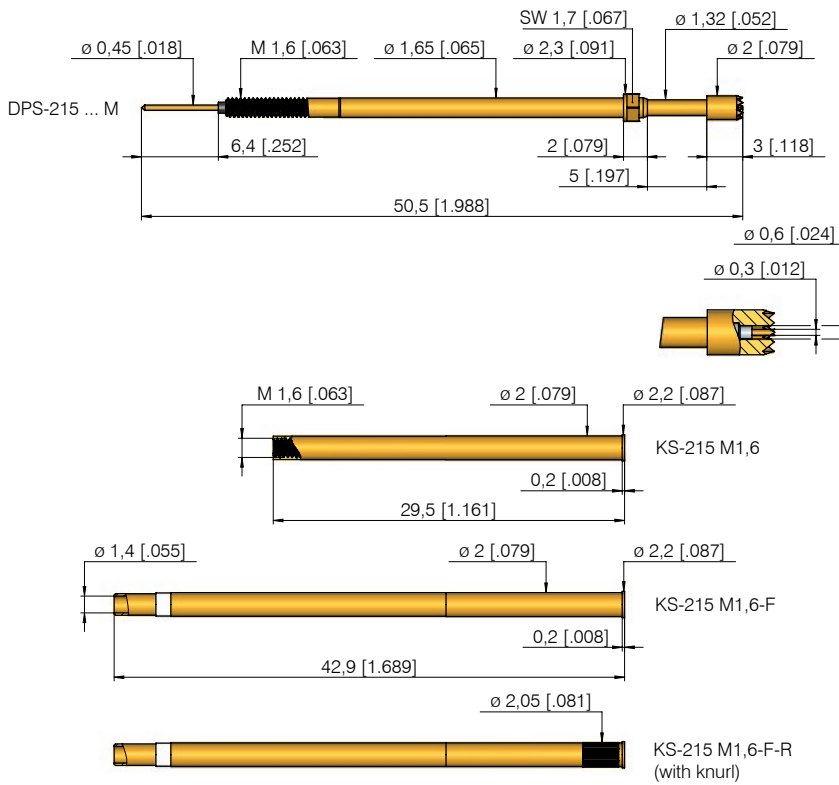 SW 1,7 [.067]
ø 1,32 [.052]
ø 0,45 [.018]
M 1,6 [.063]
ø 1,65 [.065]
ø 2,3 [.091]
ø 2 [.079]
DPS-215 ... M
6,4 [.252]
2 [.079]
3 [.118]
5 [.197]
50,5 [1.988]
ø 0,6 [.024]
ø 0,3 [.012]
M 1,6 [.063]
ø 2 [.079]
ø 2,2 [.087]
KS-215 M1,6
0,2 [.008]
29,5 [1.161]
ø 1,4 [.055]
ø 2 [.079]
ø 2,2 [.087]
KS-215 M1,6-F
0,2 [.008]
42,9 [1.689]
ø 2,05 [.081]
KS-215 M1,6-F-R
(with knurl)